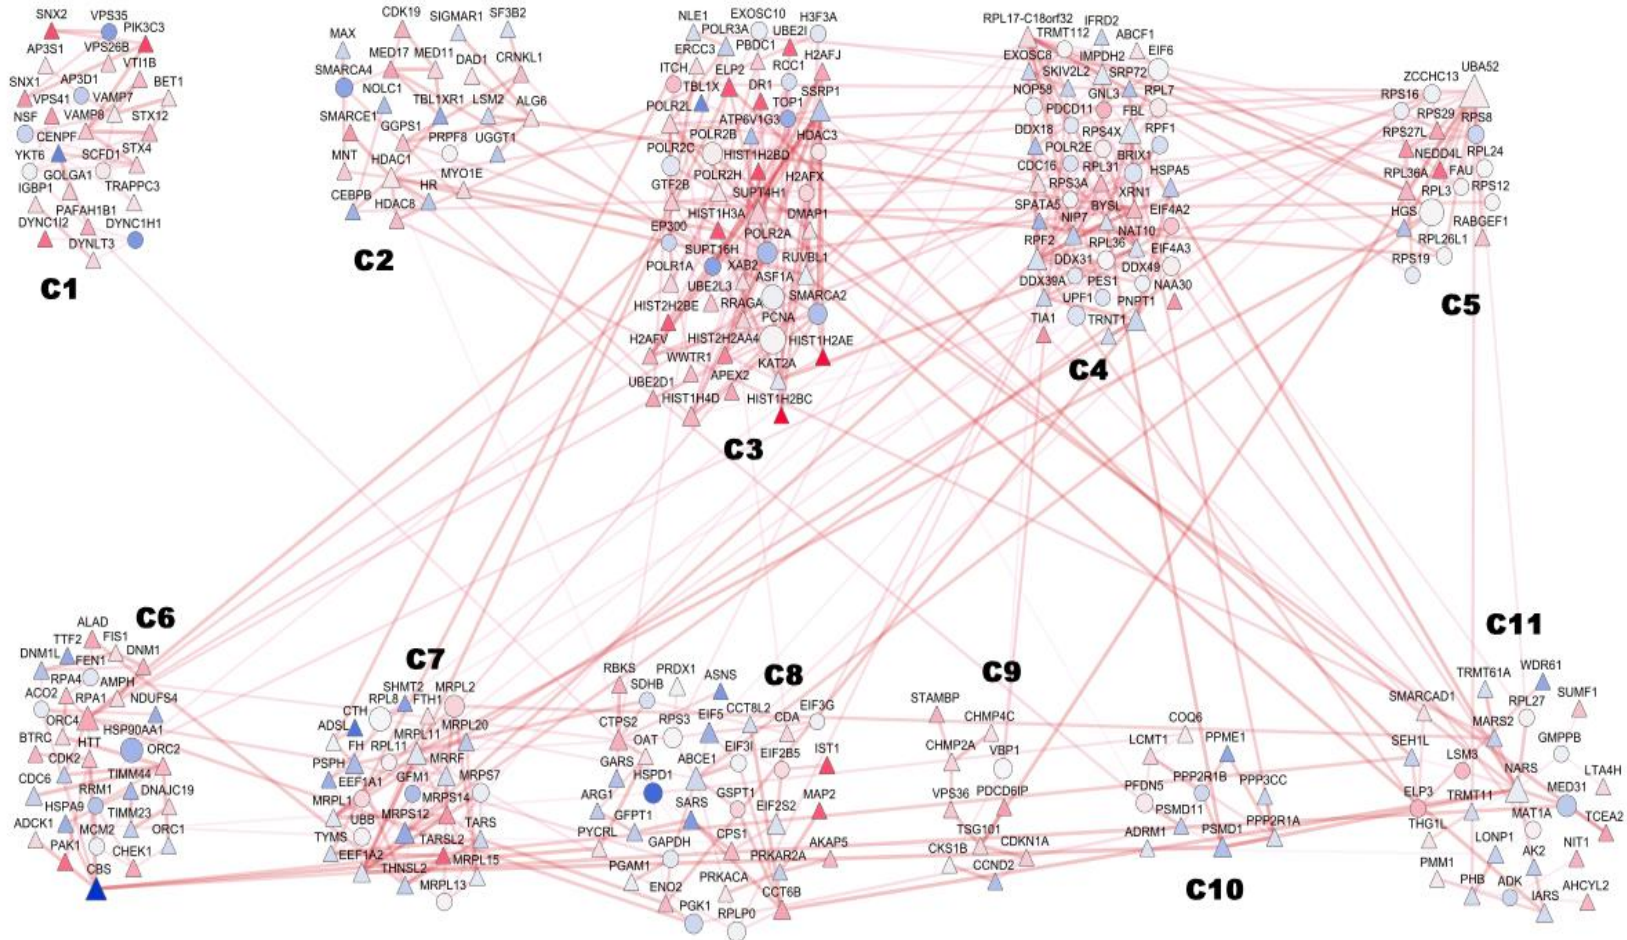 SNX2
VPS35
PIK3C3
AP3S1
VPS26B
VTI1B
SNX1
AP3D1
BET1
VPS41
VAMP7
NSF
VAMP8
STX12
CENPF
YKT6
SCFD1
STX4
GOLGA1
IGBP1
TRAPPC3
PAFAH1B1
DYNC1I2
DYNC1H1
DYNLT3
C1
CDK19
SIGMAR1
SF3B2
MAX
MED17
MED11
DAD1
CRNKL1
SMARCA4
NOLC1
TBL1XR1
LSM2
ALG6
SMARCE1
GGPS1
PRPF8
UGGT1
MNT
HDAC1
MYO1E
CEBPB
HR
HDAC8
C2
NLE1
EXOSC10
H3F3A
POLR3A
UBE2I
ERCC3
PBDC1
H2AFJ
ITCH
ELP2
RCC1
TBL1X
DR1
SSRP1
POLR2L
TOP1
ATP6V1G3
HDAC3
POLR2B
POLR2C
HIST1H2BD
POLR2H
H2AFX
GTF2B
SUPT4H1
HIST1H3A
DMAP1
EP300
POLR2A
SUPT16H
RUVBL1
POLR1A
XAB2
ASF1A
UBE2L3
SMARCA2
HIST2H2BE
RRAGA
PCNA
H2AFV
HIST2H2AA4
HIST1H2AE
WWTR1
KAT2A
UBE2D1
APEX2
HIST1H4D
HIST1H2BC
C3
RPL17-C18orf32
IFRD2
TRMT112
ABCF1
EXOSC8
IMPDH2
EIF6
SKIV2L2
SRP72
NOP58
GNL3
RPL7
PDCD11
FBL
DDX18
RPS4X
RPF1
POLR2E
BRIX1
CDC16
RPL31
HSPA5
RPS3A
XRN1
SPATA5
BYSL
EIF4A2
NIP7
NAT10
RPF2
RPL36
EIF4A3
DDX31
DDX49
DDX39A
PES1
NAA30
UPF1
PNPT1
TIA1
TRNT1
C4
UBA52
ZCCHC13
RPS16
RPS29
RPS8
RPS27L
NEDD4L
RPL24
RPL36A
FAU
RPL3
RPS12
HGS
RABGEF1
RPL26L1
RPS19
C5
C6
ALAD
TTF2
FIS1
DNM1L
FEN1
DNM1
RPA4
AMPH
ACO2
RPA1
NDUFS4
ORC4
HSP90AA1
BTRC
HTT
ORC2
CDK2
CDC6
TIMM44
RRM1
DNAJC19
HSPA9
TIMM23
ADCK1
MCM2
ORC1
PAK1
CHEK1
CBS
C7
SHMT2
MRPL2
RPL8
FTH1
CTH
ADSL
MRPL11
MRPL20
FH
RPL11
PSPH
MRRF
EEF1A1
GFM1
MRPS7
MRPL1
MRPS14
UBB
MRPS12
TYMS
TARS
TARSL2
EEF1A2
MRPL15
THNSL2
MRPL13
C8
RBKS
PRDX1
SDHB
ASNS
CCT8L2
EIF3G
CTPS2
RPS3
EIF5
CDA
OAT
EIF3I
EIF2B5
IST1
GARS
ABCE1
HSPD1
GSPT1
MAP2
ARG1
SARS
EIF2S2
GFPT1
PYCRL
CPS1
GAPDH
PRKAR2A
AKAP5
PGAM1
ENO2
PRKACA
CCT6B
PGK1
RPLP0
C9
STAMBP
CHMP4C
CHMP2A
VBP1
VPS36
PDCD6IP
TSG101
CKS1B
CDKN1A
CCND2
COQ6
LCMT1
PPME1
PPP2R1B
PPP3CC
PFDN5
PSMD11
ADRM1
PSMD1
PPP2R1A
C10
C11
TRMT61A
WDR61
SMARCAD1
RPL27
SUMF1
MARS2
SEH1L
GMPPB
LSM3
NARS
LTA4H
ELP3
TRMT11
MED31
MAT1A
TCEA2
THG1L
LONP1
NIT1
PMM1
AK2
PHB
ADK
IARS
AHCYL2